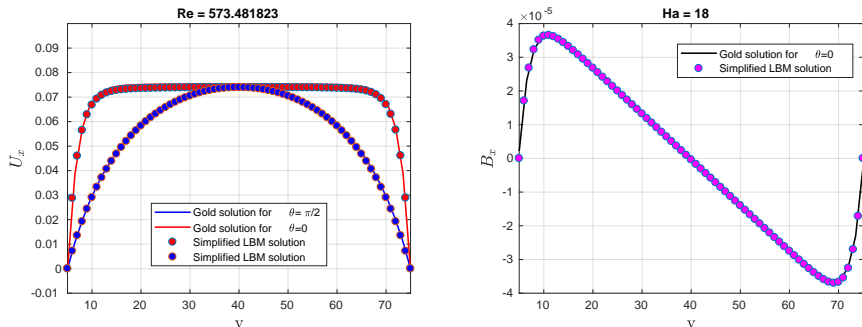 Re = 573.481823
0.09
0.08
0.07
0.06
0.05
0.04
0.03
0.02
0.01
0
-0.01
U_x
Gold solution for θ= π/2
Gold solution for θ=0
Simplified LBM solution
Simplified LBM solution
10 20 30 40 50 60 70
y
Ha = 18
×10⁻⁵
4
3
2
1
0
-1
-2
-3
-4
B_x
Gold solution for θ=0
Simplified LBM solution
10 20 30 40 50 60 70
y